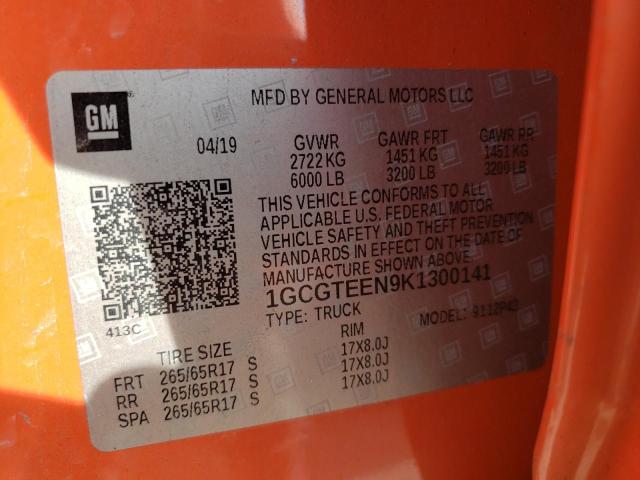 GM
MFD BY GENERAL MOTORS LLC
04/19 GVWR GAWR FRT GAWR RR
2722 KG 1451 KG 1451 KG
6000 LB 3200 LB 3200 LB
THIS VEHICLE CONFORMS TO ALL
APPLICABLE U.S. FEDERAL MOTOR
VEHICLE SAFETY AND THEFT PREVENTION
STANDARDS IN EFFECT ON THE DATE OF
MANUFACTURE SHOWN ABOVE.
1GCGTEEN9K1300141
TYPE: TRUCK MODEL:
413C
TIRE SIZE RIM
FRT 265/65R17 S 17X8.0J
RR 265/65R17 S 17X8.0J
SPA 265/65R17 S 17X8.0J